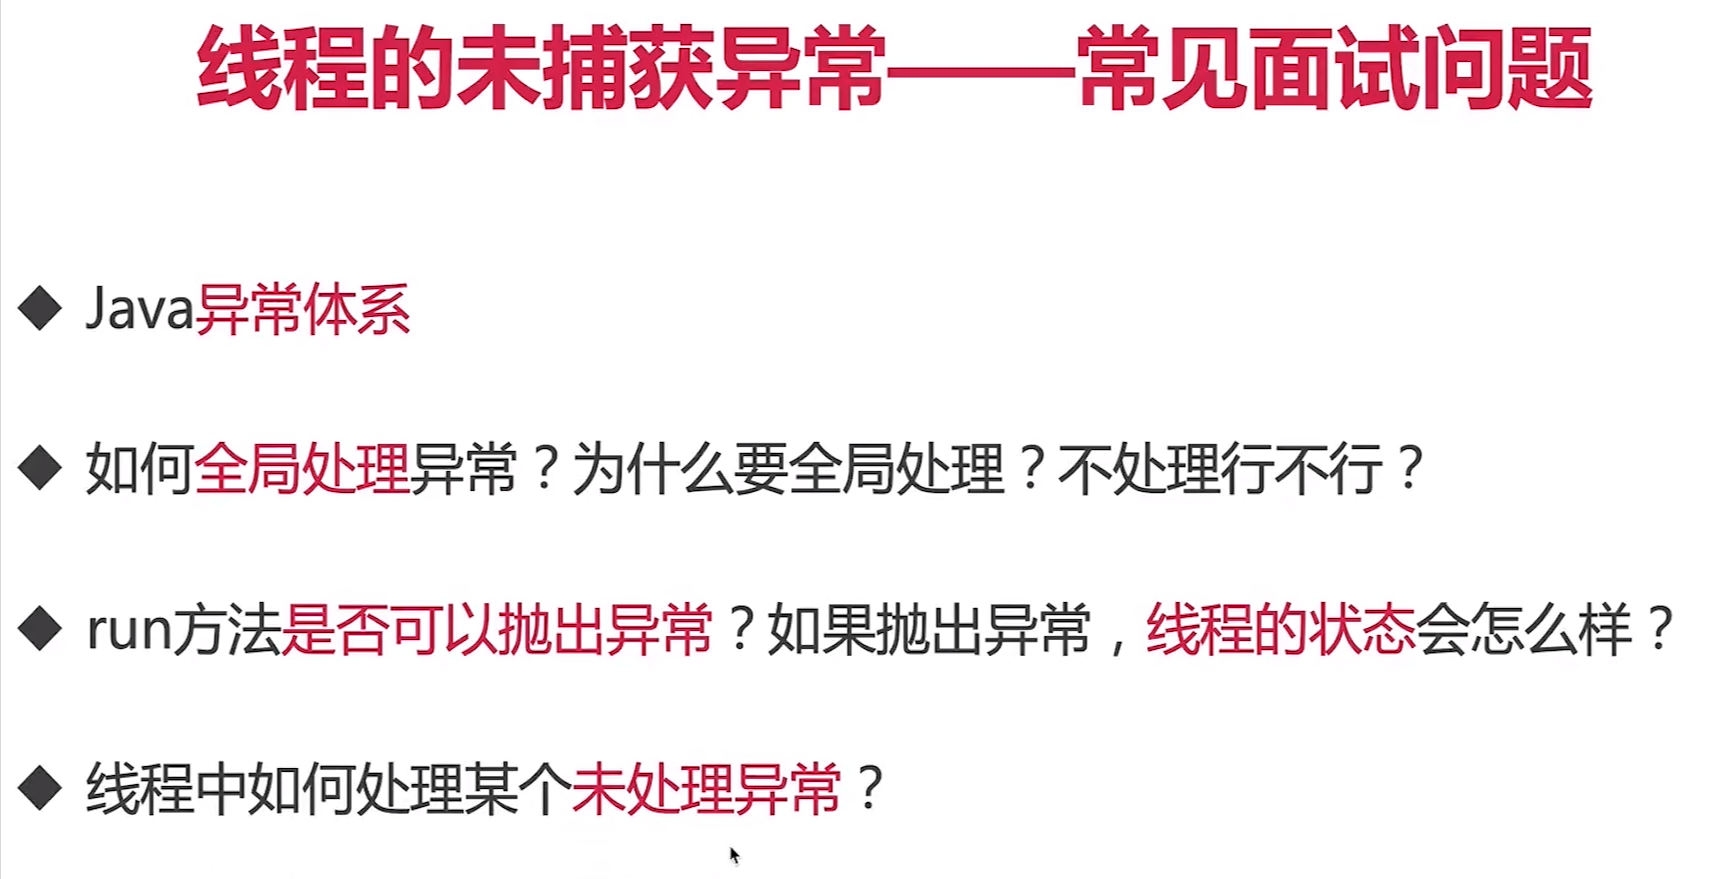 线程的未捕获异常——常见面试问题
Java异常体系
如何全局处理异常？为什么要全局处理？不处理行不行？
run方法是否可以抛出异常？如果抛出异常，线程的状态会怎么样？
线程中如何处理某个未处理异常？